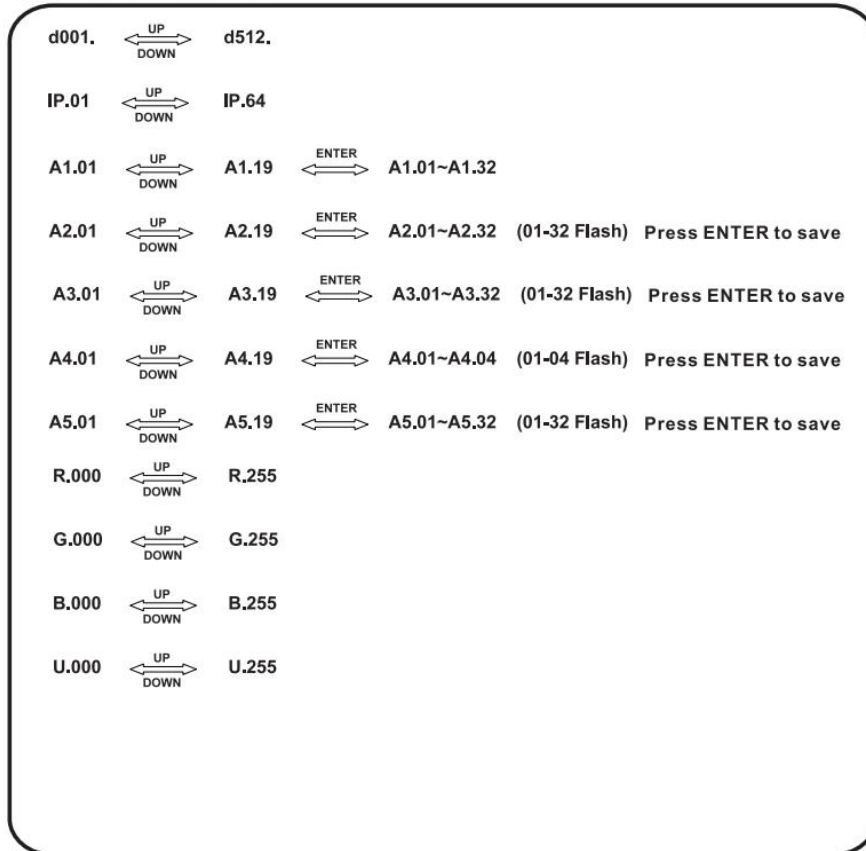 d001. UP DOWN d512.
IP.01 UP DOWN IP.64
A1.01 UP DOWN A1.19 ENTER A1.01~A1.32
A2.01 UP DOWN A2.19 ENTER A2.01~A2.32 (01-32 Flash) Press ENTER to save
A3.01 UP DOWN A3.19 ENTER A3.01~A3.32 (01-32 Flash) Press ENTER to save
A4.01 UP DOWN A4.19 ENTER A4.01~A4.04 (01-04 Flash) Press ENTER to save
A5.01 UP DOWN A5.19 ENTER A5.01~A5.32 (01-32 Flash) Press ENTER to save
R.000 UP DOWN R.255
G.000 UP DOWN G.255
B.000 UP DOWN B.255
U.000 UP DOWN U.255